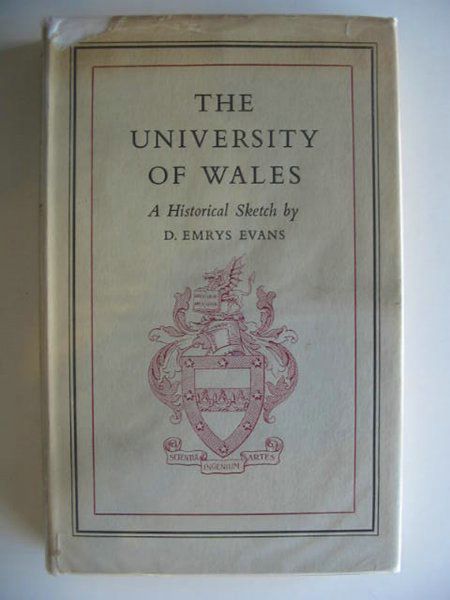 THE
UNIVERSITY
OF WALES
A Historical Sketch by
D. EMRYS EVANS
SCIENTIA INGENIUM ARTES